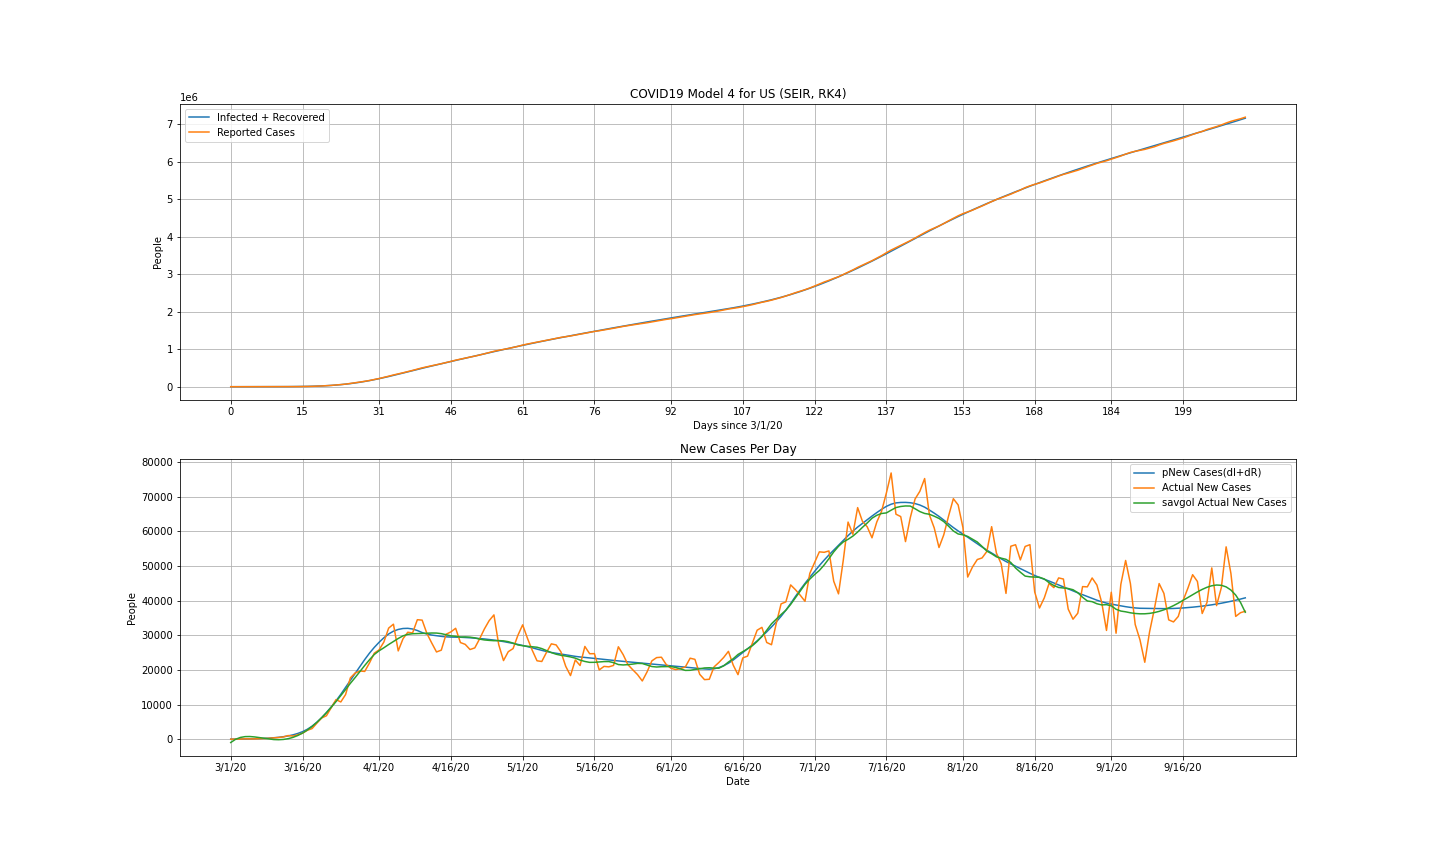 COVID19 Model 4 for US (SEIR, RK4)
1e6
Infected + Recovered
Reported Cases
7
6
5
4
3
2
1
0
People
0 15 31 46 61 76 92 107 122 137 153 168 184 199
Days since 3/1/20
New Cases Per Day
pNew Cases(dI+dR)
Actual New Cases
savgol Actual New Cases
80000
70000
60000
50000
40000
30000
20000
10000
0
People
3/1/20 3/16/20 4/1/20 4/16/20 5/1/20 5/16/20 6/1/20 6/16/20 7/1/20 7/16/20 8/1/20 8/16/20 9/1/20 9/16/20
Date